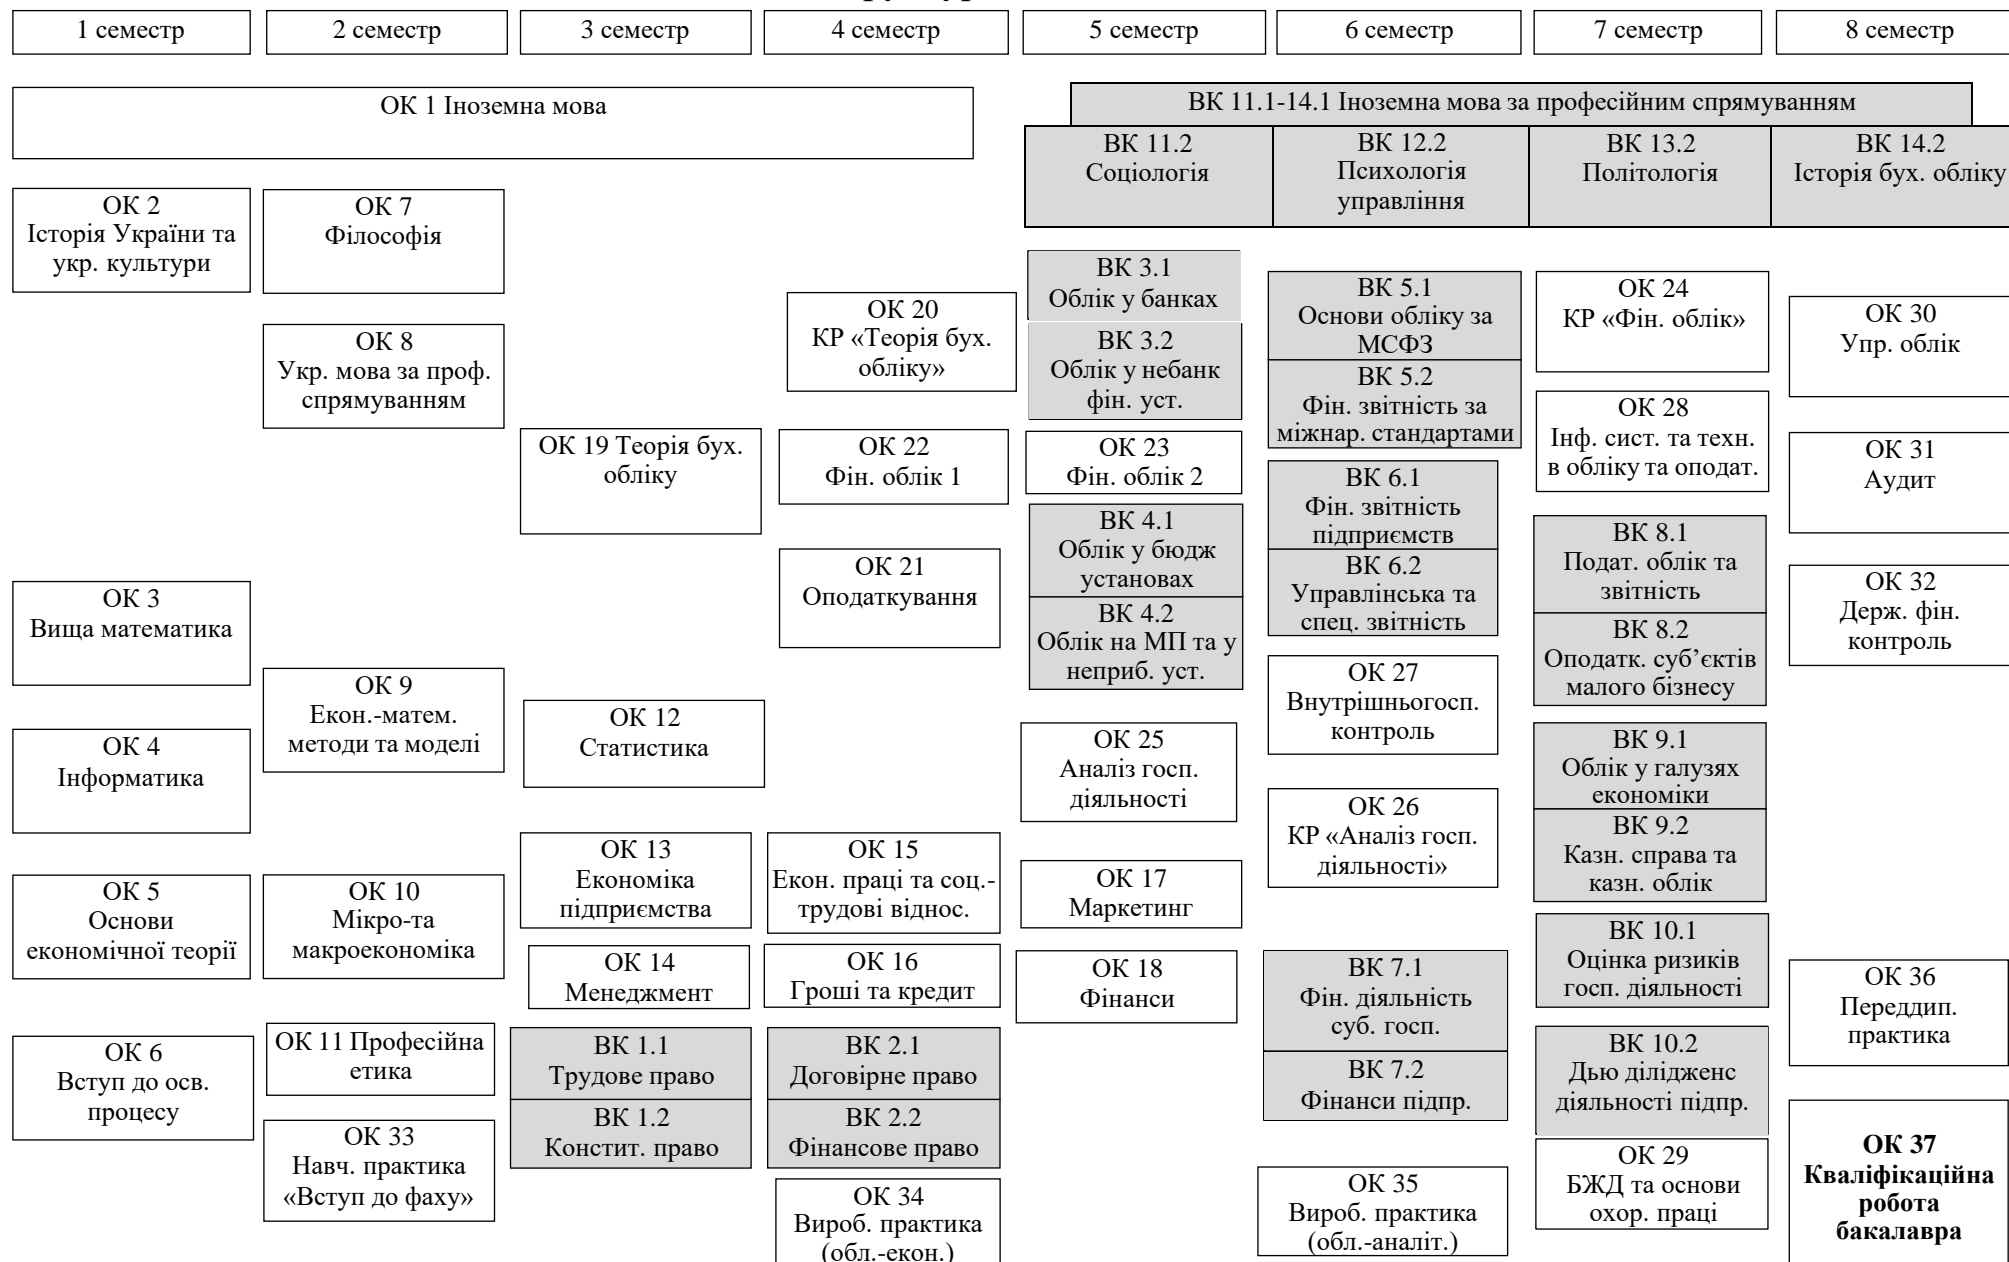 1 семестр
2 семестр
3 семестр
4 семестр
5 семестр
6 семестр
7 семестр
8 семестр
ОК 1 Іноземна мова
ВК 11.1-14.1 Іноземна мова за професійним спрямуванням
ВК 11.2
Соціологія
ВК 12.2
Психологія
управління
ВК 13.2
Політологія
ВК 14.2
Історія бух. обліку
ОК 2
Історія України та
укр. культури
ОК 3
Вища математика
ОК 4
Інформатика
ОК 5
Основи
економічної теорії
ОК 6
Вступ до осв.
процесу
ОК 7
Філософія
ОК 8
Укр. мова за проф.
спрямуванням
ОК 9
Екон.-матем.
методи та моделі
ОК 10
Мікро-та
макроекономіка
ОК 11 Професійна
етика
ОК 33
Навч. практика
«Вступ до фаху»
ОК 19 Теорія бух.
обліку
ОК 12
Статистика
ОК 13
Економіка
підприємства
ОК 14
Менеджмент
ВК 1.1
Трудове право
ВК 1.2
Констит. право
ОК 20
КР «Теорія бух.
обліку»
ОК 22
Фін. облік 1
ОК 21
Оподаткування
ОК 15
Екон. праці та соц.-
трудові віднос.
ОК 16
Гроші та кредит
ВК 2.1
Договірне право
ВК 2.2
Фінансове право
ОК 34
Вироб. практика
(обл.-екон.)
ВК 3.1
Облік у банках
ВК 3.2
Облік у небанк
фін. уст.
ОК 23
Фін. облік 2
ВК 4.1
Облік у бюдж
установах
ВК 4.2
Облік на МП та у
неприб. уст.
ОК 25
Аналіз госп.
діяльності
ОК 17
Маркетинг
ОК 18
Фінанси
ВК 5.1
Основи обліку за
МСФЗ
ВК 5.2
Фін. звітність за
міжнар. стандартами
ВК 6.1
Фін. звітність
підприємств
ВК 6.2
Управлінська та
спец. звітність
ОК 27
Внутрішньогосп.
контроль
ОК 26
КР «Аналіз госп.
діяльності»
ВК 7.1
Фін. діяльність
суб. госп.
ВК 7.2
Фінанси підпр.
ОК 35
Вироб. практика
(обл.-аналіт.)
ОК 24
КР «Фін. облік»
ОК 28
Інф. сист. та техн.
в обліку та оподат.
ВК 8.1
Подат. облік та
звітність
ВК 8.2
Оподатк. суб’єктів
малого бізнесу
ВК 9.1
Облік у галузях
економіки
ВК 9.2
Казн. справа та
казн. облік
ВК 10.1
Оцінка ризиків
госп. діяльності
ВК 10.2
Дью ділідженс
діяльності підпр.
ОК 29
БЖД та основи
охор. праці
ОК 30
Упр. облік
ОК 31
Аудит
ОК 32
Держ. фін.
контроль
ОК 36
Переддип.
практика
ОК 37
Кваліфікаційна
робота
бакалавра